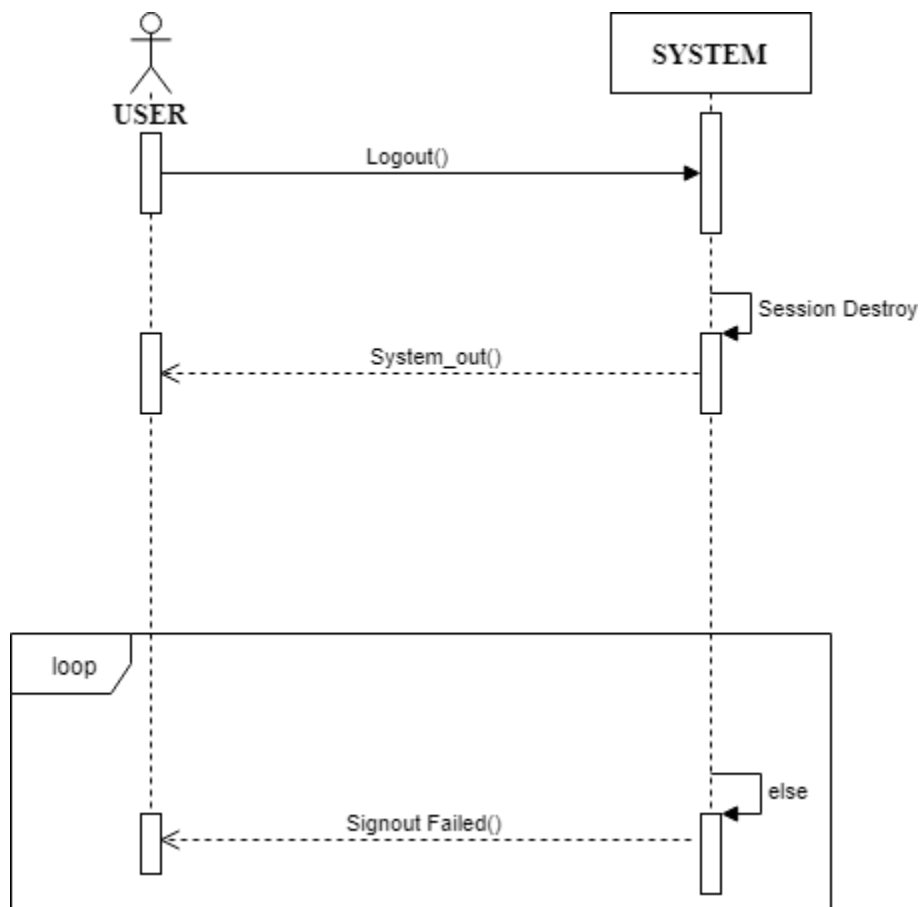 SYSTEM
USER
Logout()
Session Destroy
System_out()
loop
else
Signout Failed()